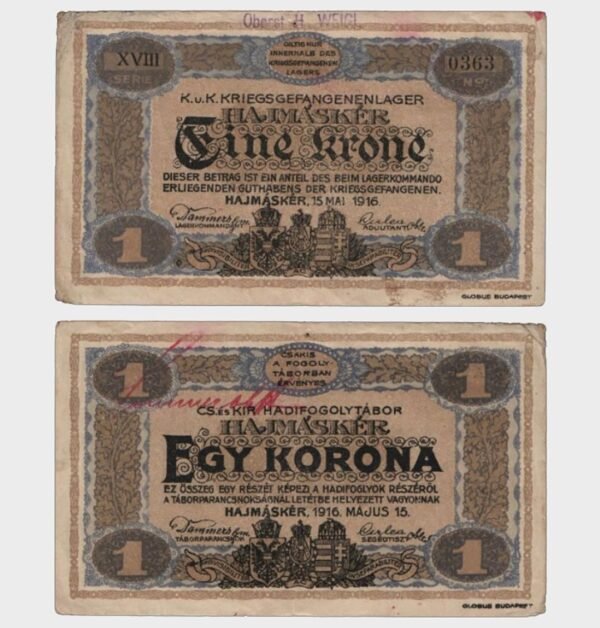 Oberst H. WEIGL
GILTIG NUR
INNERHALB DES
KRIEGSGEFANGENEN
LAGERS
XVIII
SERIE
0363
NO.
K.u.K. KRIEGSGEFANGENENLAGER
HAJMÁSKÉR
Eine Krone
DIESER BETRAG IST EIN ANTEIL DES BEIM LAGERKOMMANDO
ERLIEGENDEN GUTHABENS DER KRIEGSGEFANGENEN.
HAJMÁSKÉR, 15 MAI 1916.
LAGERKOMMANDANT
ADJUTANT
1
1
GLOBUS BUDAPEST
1
1
CSAKIS
A FOGOLY-
TÁBORBAN
ÉRVÉNYES
CS. ÉS KIR. HADIFOGOLYTÁBOR
HAJMÁSKÉR
EGY KORONA
EZ ÖSSZEG EGY RÉSZÉT KÉPEZI A HADIFOGLYOK RÉSZÉRŐL
A TÁBORPARANCSNOKSÁGNÁL LETÉTBE HELYEZETT VAGYONNAK
HAJMÁSKÉR, 1916. MÁJUS 15.
TÁBORPARANCSNOK
SEGÉDTISZT
1
1
GLOBUS BUDAPEST